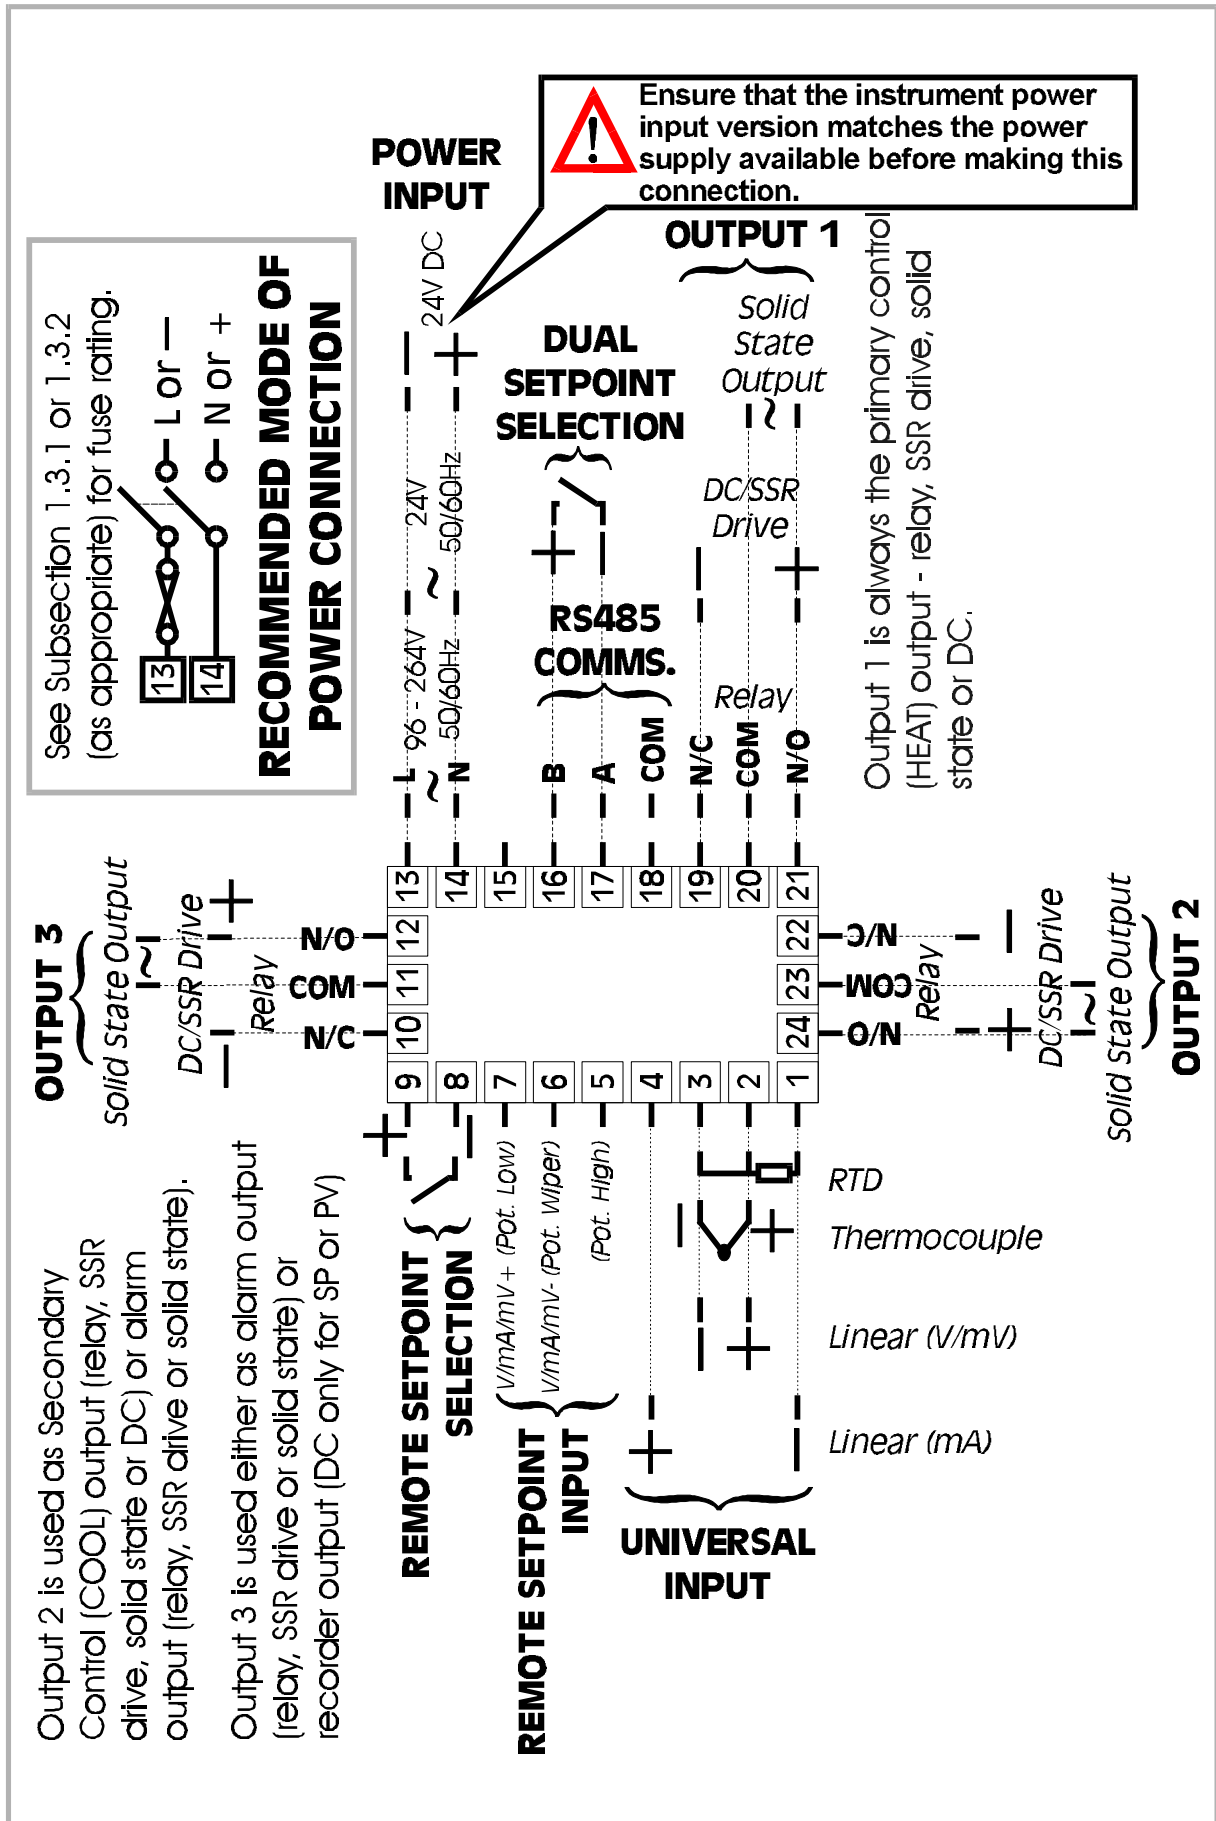 Ensure that the instrument power
input version matches the power
supply available before making this
connection.
POWER
INPUT
24V DC
24V
50/60Hz
96 - 264V
50/60Hz
L
N
See Subsection 1.3.1 or 1.3.2
(as appropriate) for fuse rating.
L or —
N or +
13
14
RECOMMENDED MODE OF
POWER CONNECTION
DUAL
SETPOINT
SELECTION
RS485
COMMS.
B
A
COM
OUTPUT 1
Solid
State
Output
DC/SSR
Drive
Relay
N/C
COM
N/O
Output 1 is always the primary control
(HEAT) output - relay, SSR drive, solid
state or DC.
13
14
15
16
17
18
19
20
21
12
11
10
22
23
24
9
8
7
6
5
4
3
2
1
OUTPUT 3
Solid State Output
DC/SSR Drive
Relay
N/O
COM
N/C
N/C
COM
N/O
Relay
DC/SSR Drive
Solid State Output
OUTPUT 2
Output 2 is used as Secondary
Control (COOL) output (relay, SSR
drive, solid state or DC) or alarm
output (relay, SSR drive or solid state).
Output 3 is used either as alarm output
(relay, SSR drive or solid state) or
recorder output (DC only for SP or PV)
REMOTE SETPOINT
SELECTION
V/mA/mV+ (Pot. Low)
V/mA/mV- (Pot. Wiper)
(Pot. High)
REMOTE SETPOINT
INPUT
RTD
Thermocouple
Linear (V/mV)
Linear (mA)
UNIVERSAL
INPUT